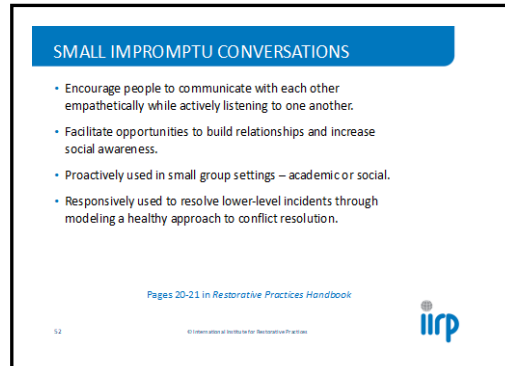 SMALL IMPROMPTU CONVERSATIONS
• Encourage people to communicate with each other
empathetically while actively listening to one another.
• Facilitate opportunities to build relationships and increase
social awareness.
• Proactively used in small group settings – academic or social.
• Responsively used to resolve lower-level incidents through
modeling a healthy approach to conflict resolution.
Pages 20-21 in Restorative Practices Handbook
52
© International Institute for Restorative Practices
iirp